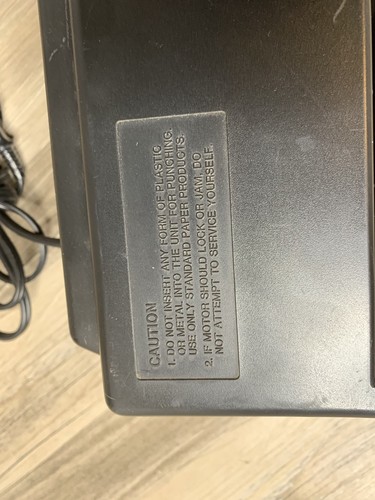 CAUTION
1. DO NOT INSERT ANY FORM OF PLASTIC
OR METAL INTO THE UNIT FOR PUNCHING.
USE ONLY STANDARD PAPER PRODUCTS.
2. IF MOTOR SHOULD LOCK OR JAM, DO
NOT ATTEMPT TO SERVICE YOURSELF.